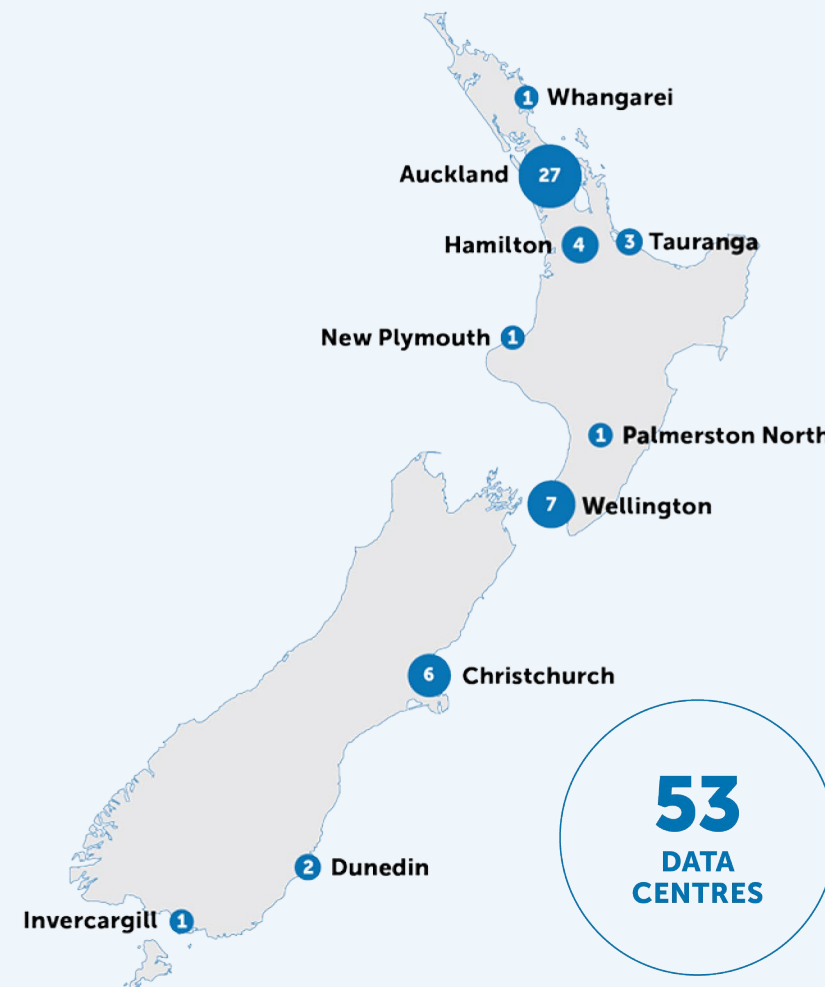 1 Whangarei
Auckland 27
Hamilton 4
3 Tauranga
New Plymouth 1
1 Palmerston North
7 Wellington
6 Christchurch
53
DATA
CENTRES
2 Dunedin
Invercargill 1